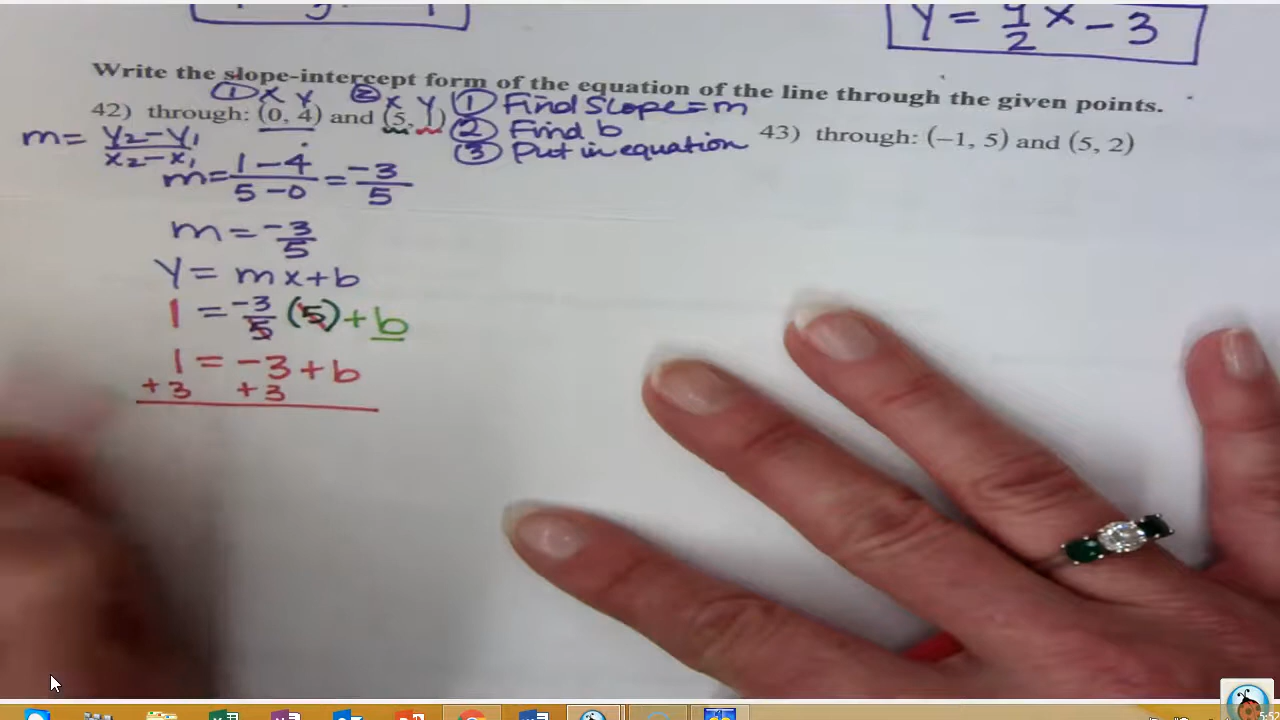 Y = 1/2 x - 3
Write the slope-intercept form of the equation of the line through the given points.
① X Y ② X Y
42) through: (0, 4) and (5, 1)
① Find Slope = m
② Find b
③ Put in equation
m = Y2 - Y1 / X2 - X1
m = 1 - 4 / 5 - 0 = -3/5
m = -3/5
Y = mx + b
1 = -3/5 (5) + b
1 = -3 + b
+3 +3
43) through: (−1, 5) and (5, 2)